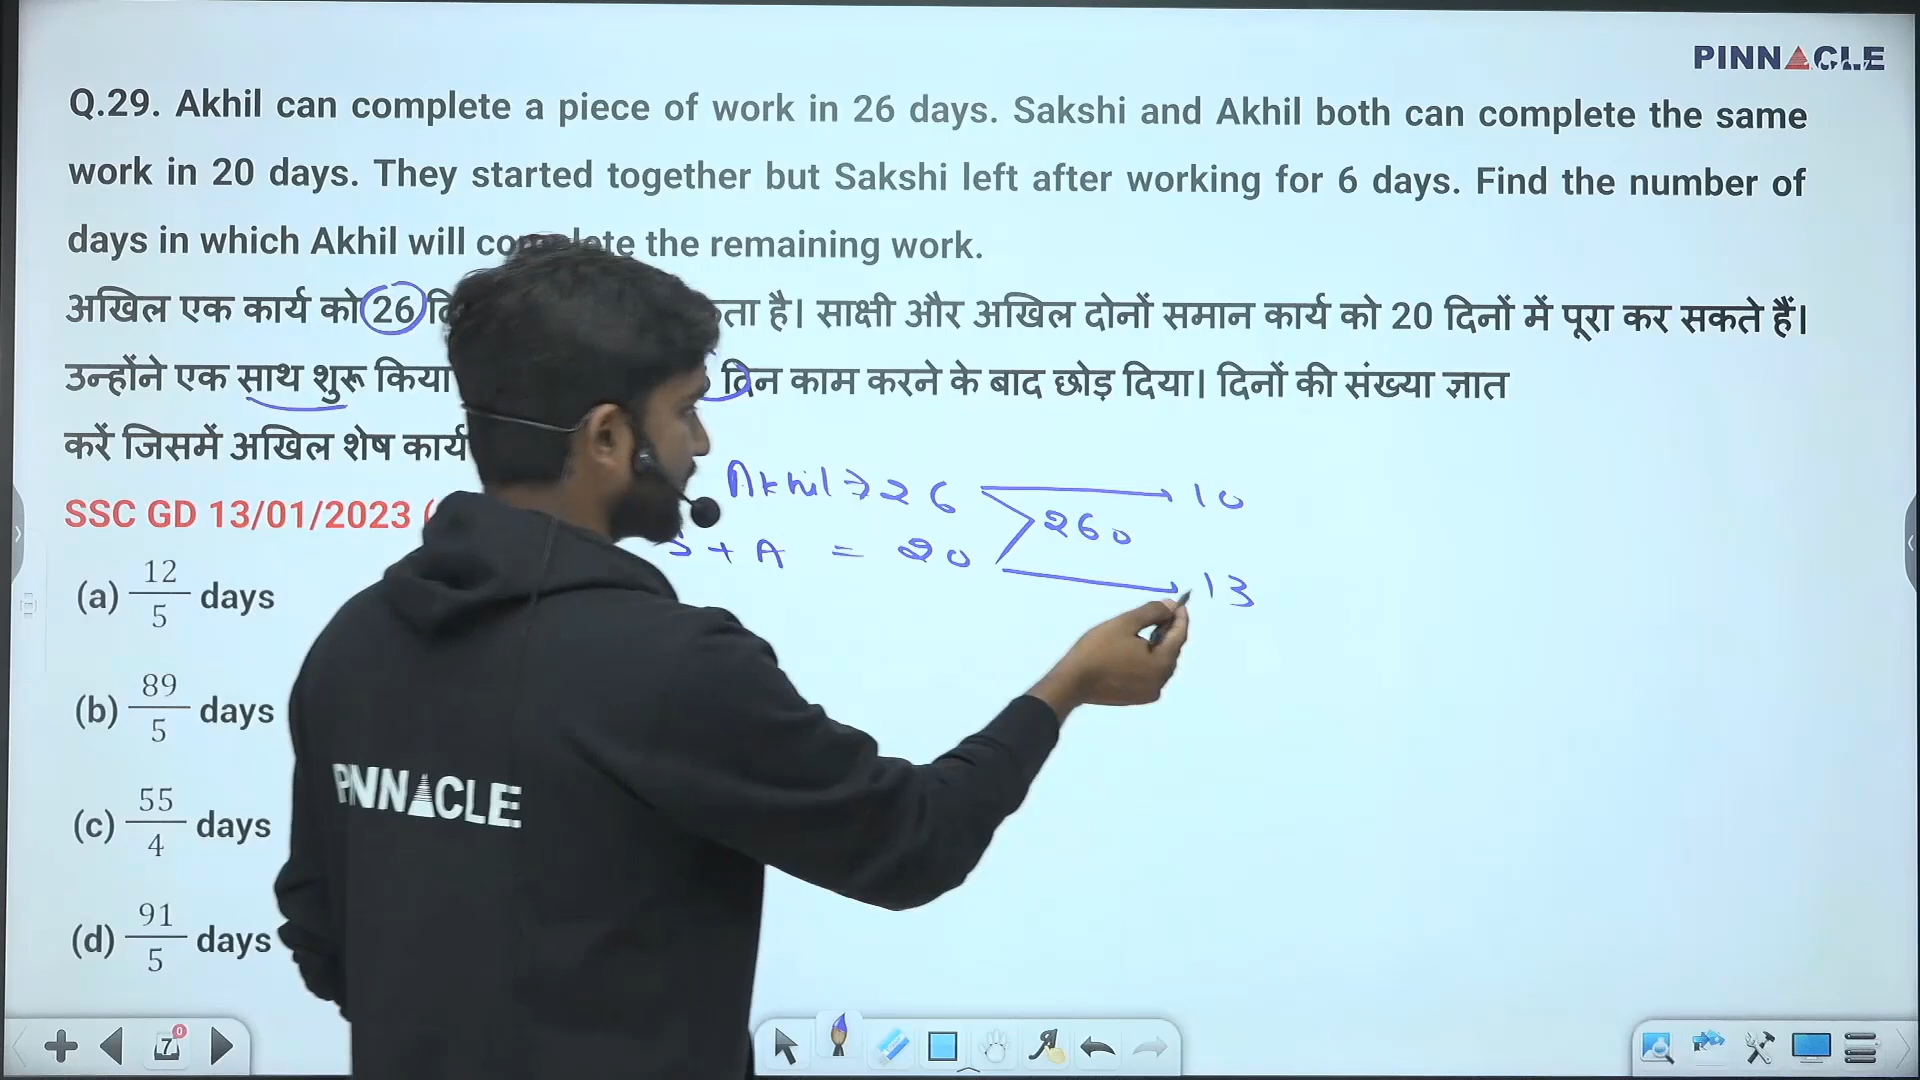 PINNACLE
Q.29. Akhil can complete a piece of work in 26 days. Sakshi and Akhil both can complete the same
work in 20 days. They started together but Sakshi left after working for 6 days. Find the number of
days in which Akhil will complete the remaining work.
अखिल एक कार्य को 26 ता है। साक्षी और अखिल दोनों समान कार्य को 20 दिनों में पूरा कर सकते हैं।
उन्होंने एक साथ शुरू किया दिन काम करने के बाद छोड़ दिया। दिनों की संख्या ज्ञात
करें जिसमें अखिल शेष कार्य
Akhil → 26 260 10
SSC GD 13/01/2023
S + A = 20 13
(a) 12/5 days
(b) 89/5 days
(c) 55/4 days
(d) 91/5 days
PINNACLE
7
0